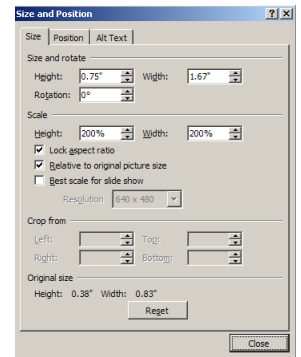 Size and Position
Size Position Alt Text
Size and rotate
Height: 0.75" Width: 1.67"
Rotation: 0°
Scale
Height: 200% Width: 200%
Lock aspect ratio
Relative to original picture size
Best scale for slide show
Resolution 640 x 480
Crop from
Left: Top:
Right: Bottom:
Original size
Height: 0.38" Width: 0.83"
Reset
Close